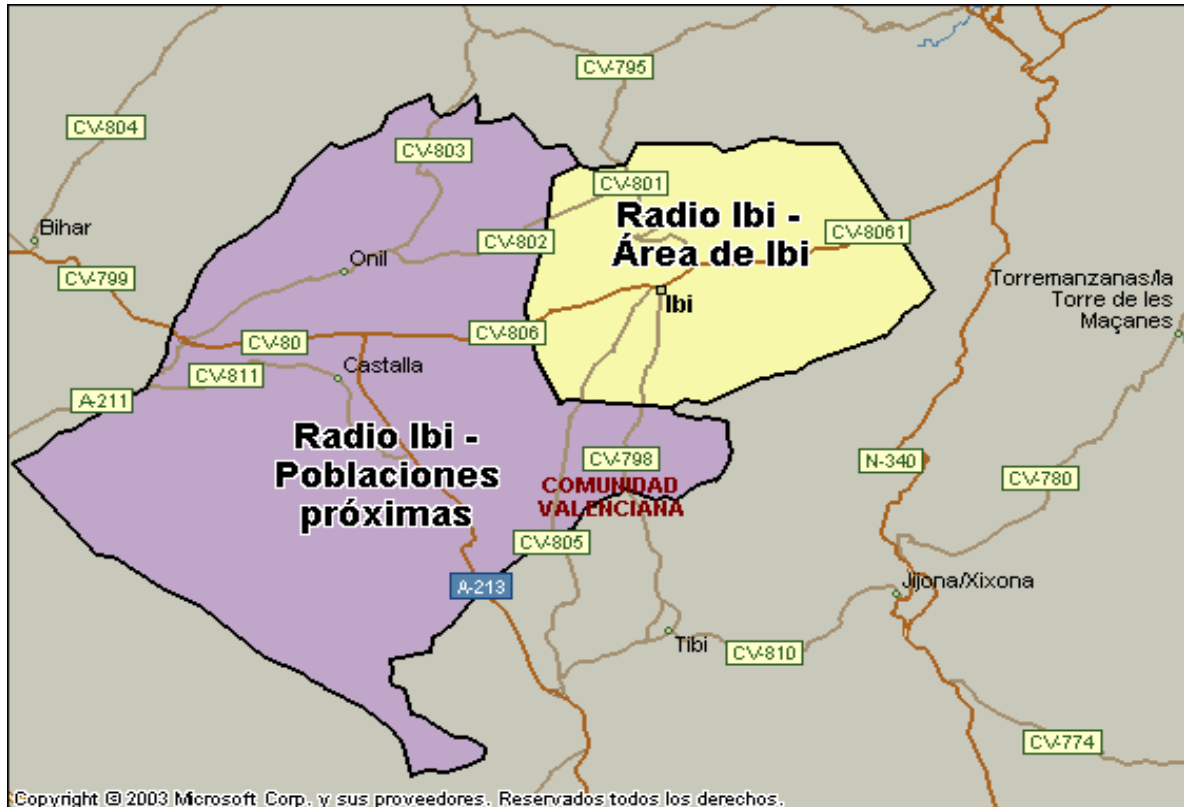 CV-795
CV-804
CV-803
CV-801
Radio Ibi -
Área de Ibi
Bihar
CV-802
CV-8061
Onil
CV-799
Torremanzanas/la
Torre de les
Maçanes
Ibi
CV-806
CV-80
Castalla
CV-811
A-211
Radio Ibi -
Poblaciones
próximas
CV-798
N-340
CV-780
COMUNIDAD
VALENCIANA
CV-805
A-213
Jijona/Xixona
Tibi
CV-810
CV-774
Copyright © 2003 Microsoft Corp. y sus proveedores. Reservados todos los derechos.